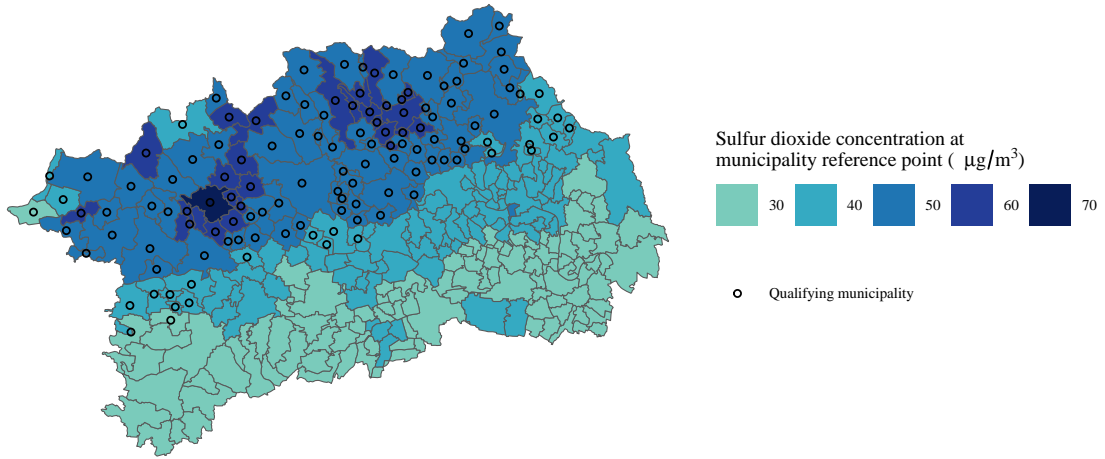 Sulfur dioxide concentration at
municipality reference point ( μg/m³)
30 40 50 60 70
Qualifying municipality